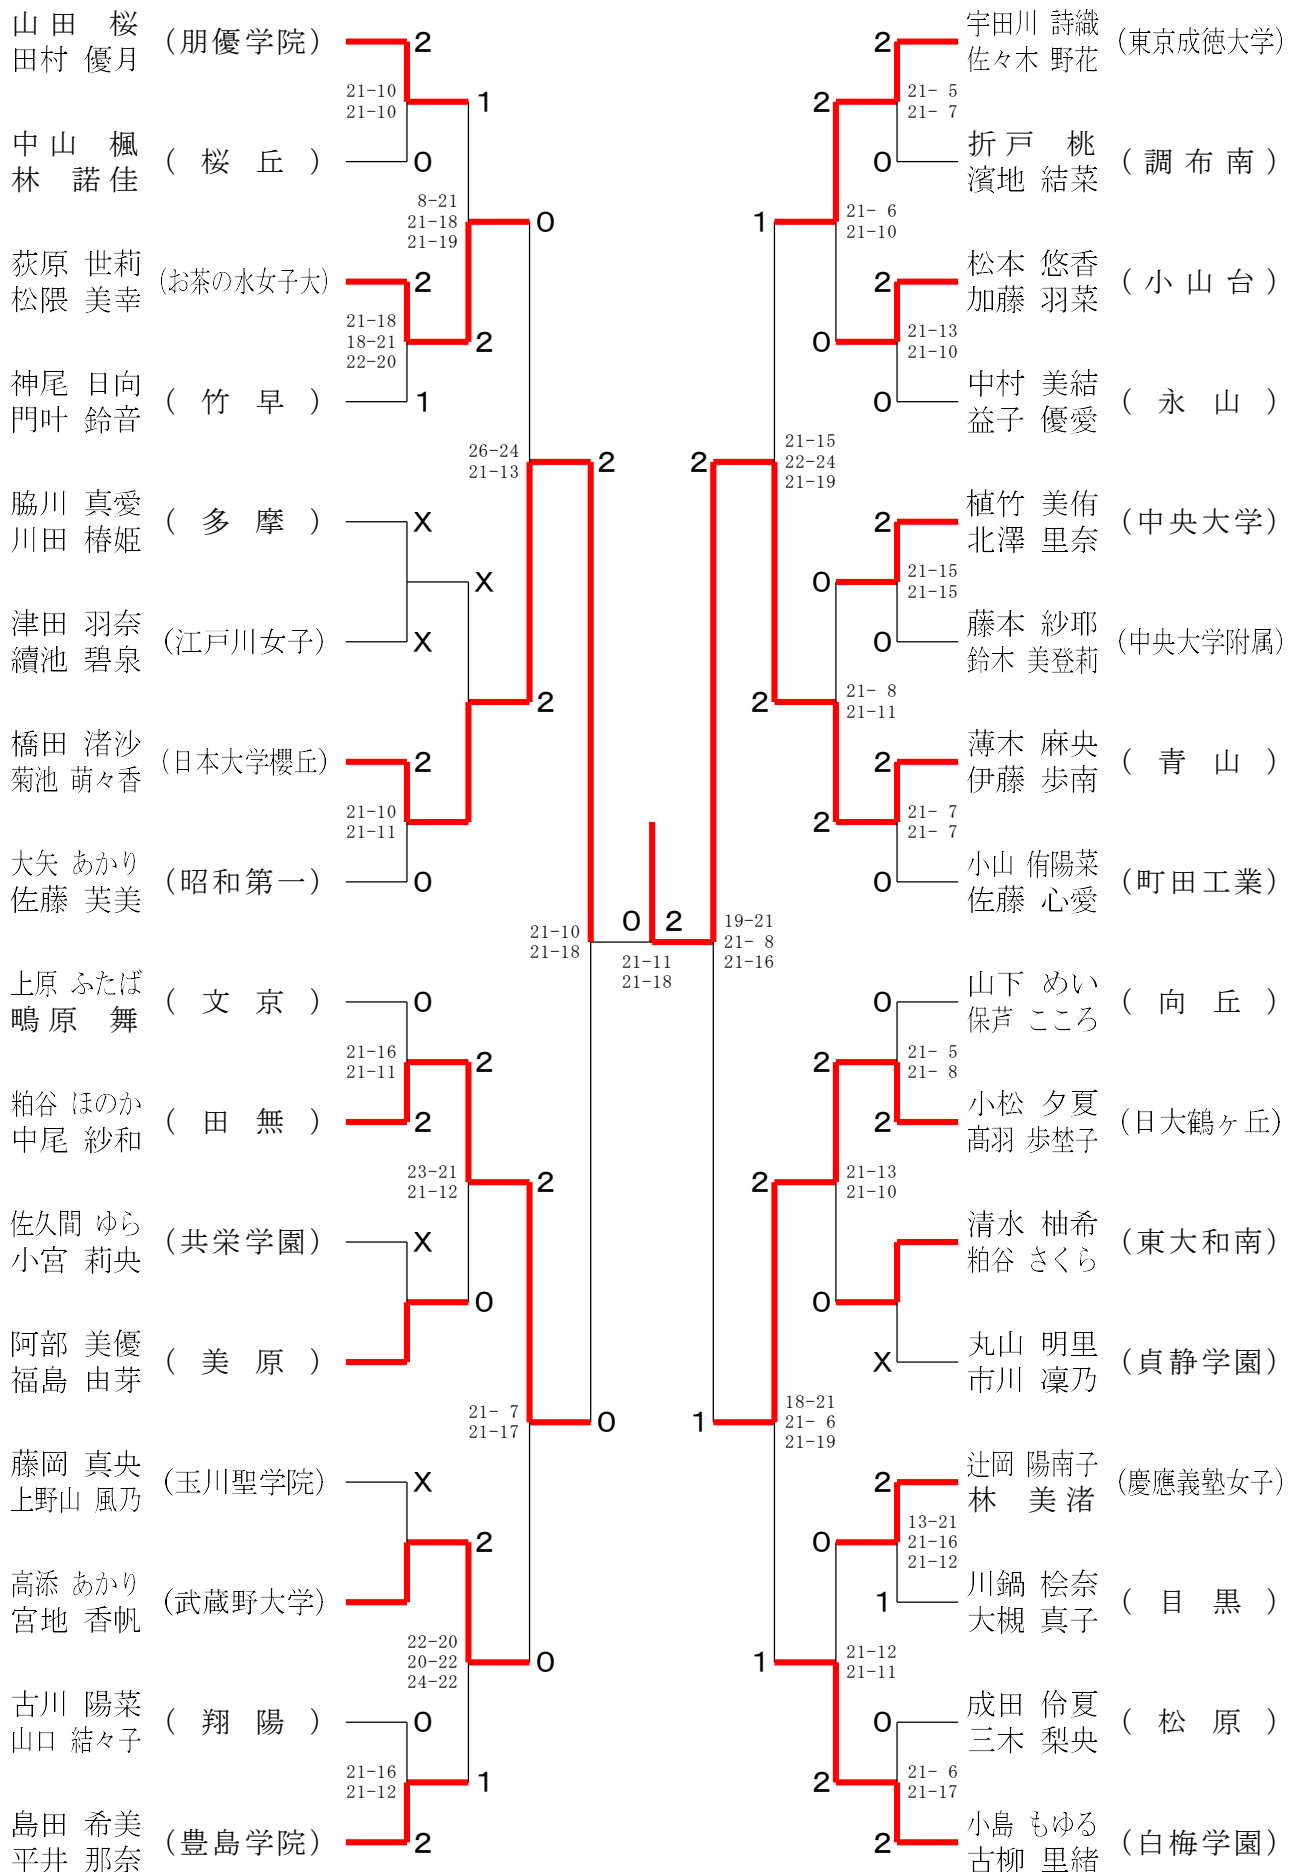 山田 桜
田村 優月
(朋優学院)
2
21-10
21-10
1
中山 楓
林 諾佳
(桜丘)
0
8-21
21-18
21-19
0
荻原 世莉
松隈 美幸
(お茶の水女子大)
2
21-18
18-21
22-20
2
神尾 日向
門叶 鈴音
(竹早)
1
26-24
21-13
2
脇川 真愛
川田 椿姫
(多摩)
X
X
津田 羽奈
續池 碧泉
(江戸川女子)
X
2
橋田 渚沙
菊池 萌々香
(日本大学櫻丘)
2
21-10
21-11
大矢 あかり
佐藤 芙美
(昭和第一)
0
21-10
21-18
0 2
21-11
21-18
上原 ふたば
鴫原 舞
(文京)
0
21-16
21-11
2
粕谷 ほのか
中尾 紗和
(田無)
2
23-21
21-12
2
佐久間 ゆら
小宮 莉央
(共栄学園)
X
0
阿部 美優
福島 由芽
(美原)
21- 7
21-17
0
藤岡 真央
上野山 風乃
(玉川聖学院)
X
2
高添 あかり
宮地 香帆
(武蔵野大学)
22-20
20-22
24-22
0
古川 陽菜
山口 結々子
(翔陽)
0
21-16
21-12
1
島田 希美
平井 那奈
(豊島学院)
2
2
宇田川 詩織
佐々木 野花
(東京成徳大学)
2
21- 5
21- 7
0
折戸 桃
濱地 結菜
(調布南)
1
21- 6
21-10
2
松本 悠香
加藤 羽菜
(小山台)
0
21-13
21-10
0
中村 美結
益子 優愛
(永山)
2
21-15
22-24
21-19
2
植竹 美侑
北澤 里奈
(中央大学)
0
21-15
21-15
0
藤本 紗耶
鈴木 美登莉
(中央大学附属)
2
21- 8
21-11
2
薄木 麻央
伊藤 歩南
(青山)
2
21- 7
21- 7
0
小山 侑陽菜
佐藤 心愛
(町田工業)
19-21
21- 8
21-16
0
山下 めい
保芦 こころ
(向丘)
2
21- 5
21- 8
2
小松 夕夏
髙羽 歩埜子
(日大鶴ヶ丘)
2
21-13
21-10
清水 柚希
粕谷 さくら
(東大和南)
0
X
丸山 明里
市川 凜乃
(貞静学園)
1
18-21
21- 6
21-19
2
辻岡 陽南子
林 美渚
(慶應義塾女子)
0
13-21
21-16
21-12
1
川鍋 桧奈
大槻 真子
(目黒)
1
21-12
21-11
0
成田 伶夏
三木 梨央
(松原)
2
21- 6
21-17
2
小島 もゆる
古柳 里緒
(白梅学園)